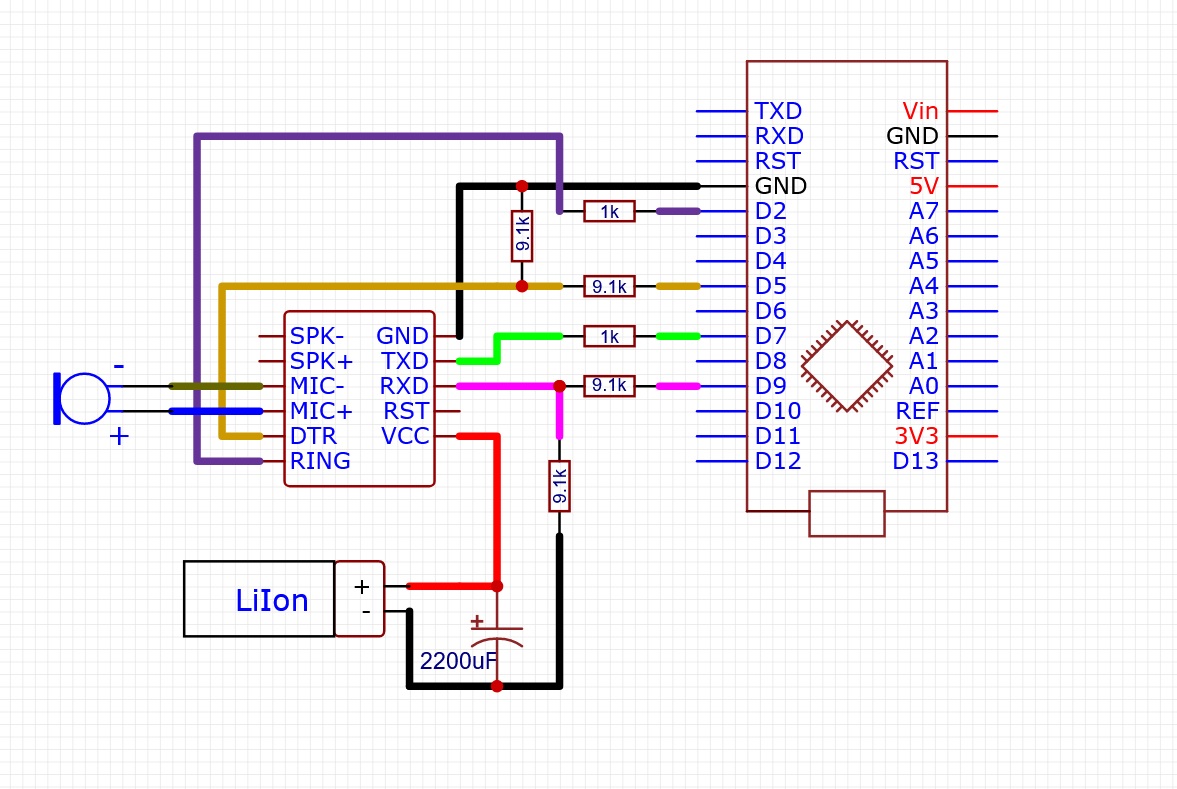 TXD
RXD
RST
GND
D2
D3
D4
D5
D6
D7
D8
D9
D10
D11
D12
Vin
GND
RST
5V
A7
A6
A5
A4
A3
A2
A1
A0
REF
3V3
D13
1k
9.1k
9.1k
1k
9.1k
9.1k
SPK-
SPK+
MIC-
MIC+
DTR
RING
GND
TXD
RXD
RST
VCC
-
+
LiIon
+
-
+
2200uF